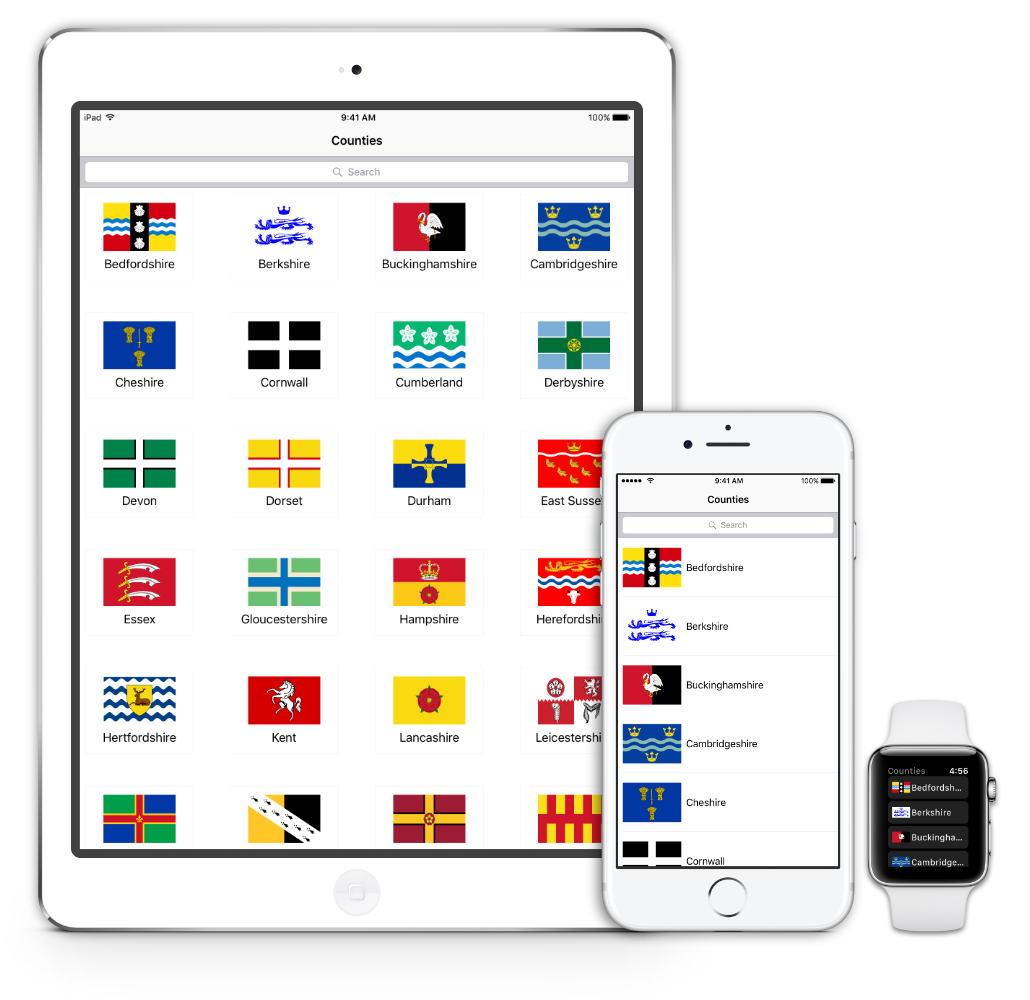 iPad 9:41 AM 100%
Counties
Search
Bedfordshire Berkshire Buckinghamshire Cambridgeshire
Cheshire Cornwall Cumberland Derbyshire
Devon Dorset Durham East Susse
Essex Gloucestershire Hampshire Herefordshi
Hertfordshire Kent Lancashire Leicestershi
9:41 AM 100%
Counties
Search
Bedfordshire
Berkshire
Buckinghamshire
Cambridgeshire
Cheshire
Cornwall
Counties 4:56
Bedfordsh...
Berkshire
Buckingha...
Cambridge...